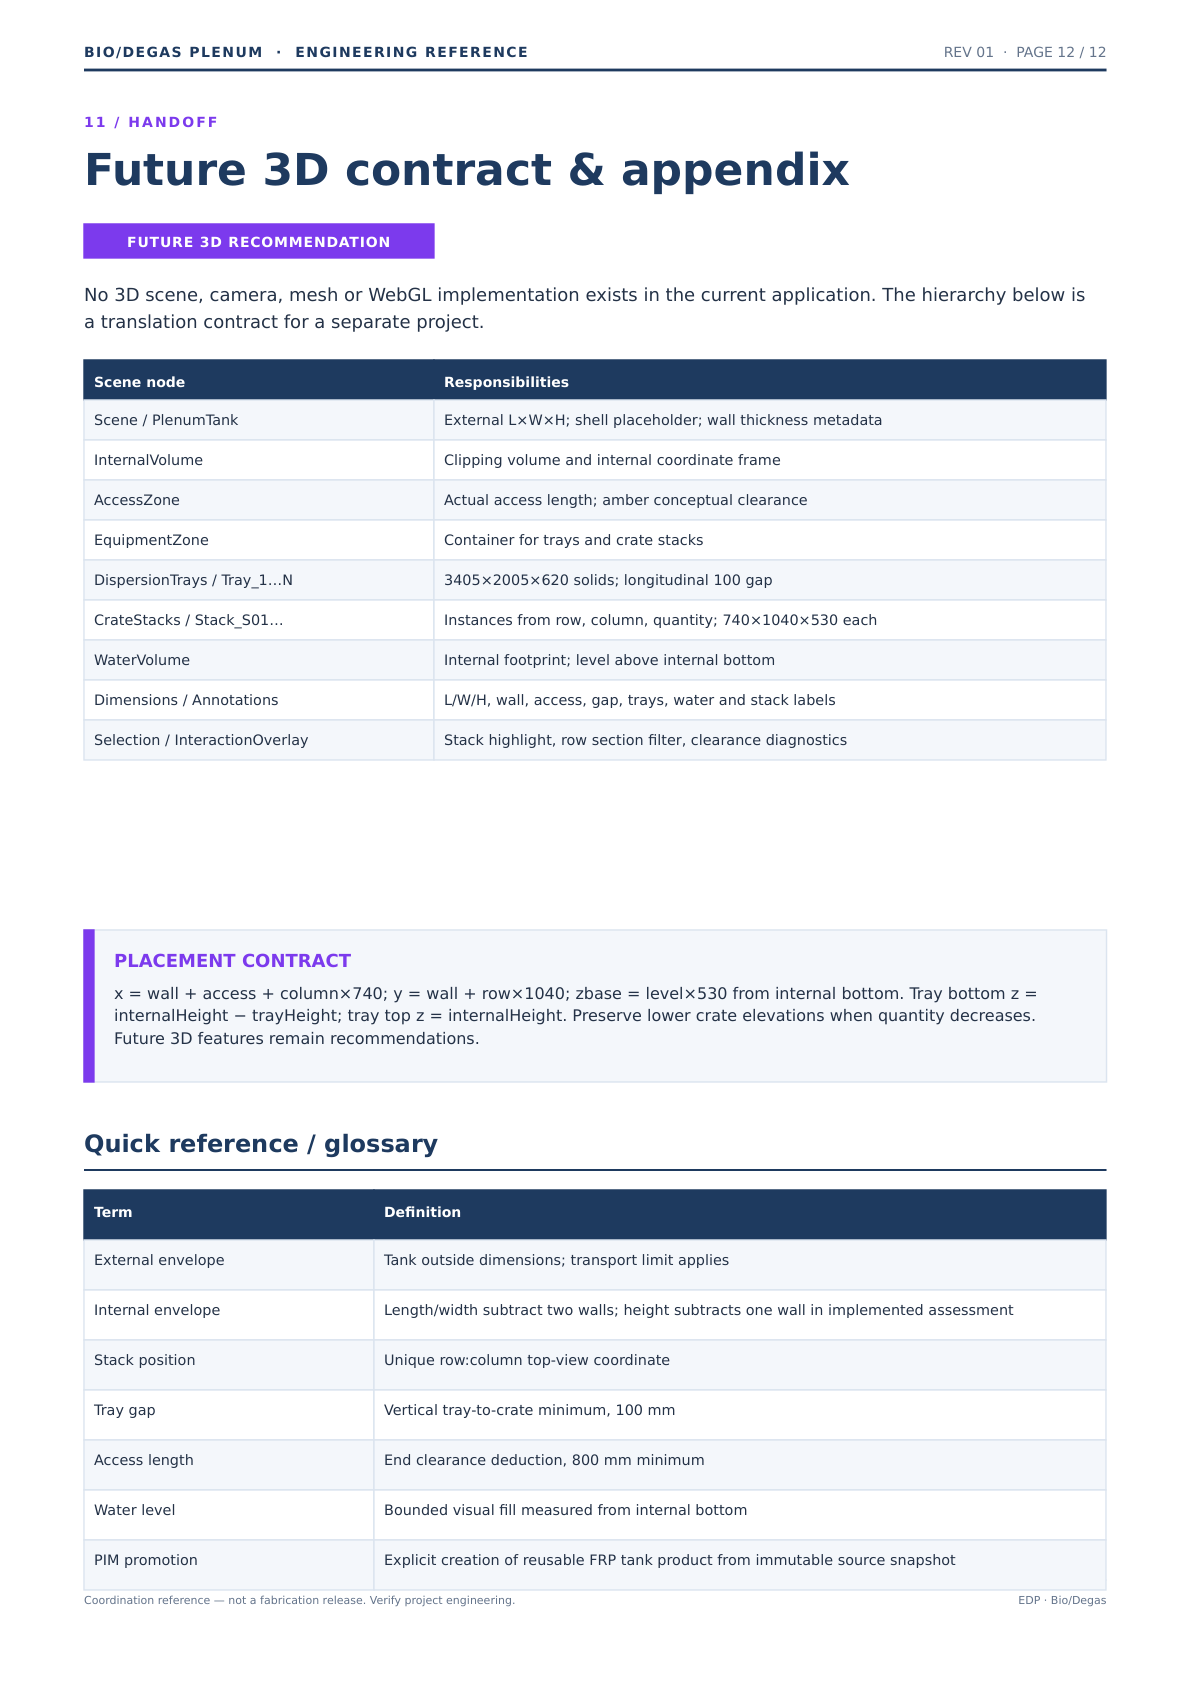 BIO/DEGAS PLENUM · ENGINEERING REFERENCE REV 01 · PAGE 12 / 12
11 / HANDOFF
Future 3D contract & appendix
FUTURE 3D RECOMMENDATION
No 3D scene, camera, mesh or WebGL implementation exists in the current application. The hierarchy below is
a translation contract for a separate project.
Scene node Responsibilities
Scene / PlenumTank External L×W×H; shell placeholder; wall thickness metadata
InternalVolume Clipping volume and internal coordinate frame
AccessZone Actual access length; amber conceptual clearance
EquipmentZone Container for trays and crate stacks
DispersionTrays / Tray_1…N 3405×2005×620 solids; longitudinal 100 gap
CrateStacks / Stack_S01… Instances from row, column, quantity; 740×1040×530 each
WaterVolume Internal footprint; level above internal bottom
Dimensions / Annotations L/W/H, wall, access, gap, trays, water and stack labels
Selection / InteractionOverlay Stack highlight, row section filter, clearance diagnostics
PLACEMENT CONTRACT
x = wall + access + column×740; y = wall + row×1040; zbase = level×530 from internal bottom. Tray bottom z =
internalHeight − trayHeight; tray top z = internalHeight. Preserve lower crate elevations when quantity decreases.
Future 3D features remain recommendations.
Quick reference / glossary
Term Definition
External envelope Tank outside dimensions; transport limit applies
Internal envelope Length/width subtract two walls; height subtracts one wall in implemented assessment
Stack position Unique row:column top-view coordinate
Tray gap Vertical tray-to-crate minimum, 100 mm
Access length End clearance deduction, 800 mm minimum
Water level Bounded visual fill measured from internal bottom
PIM promotion Explicit creation of reusable FRP tank product from immutable source snapshot
Coordination reference — not a fabrication release. Verify project engineering. EDP · Bio/Degas